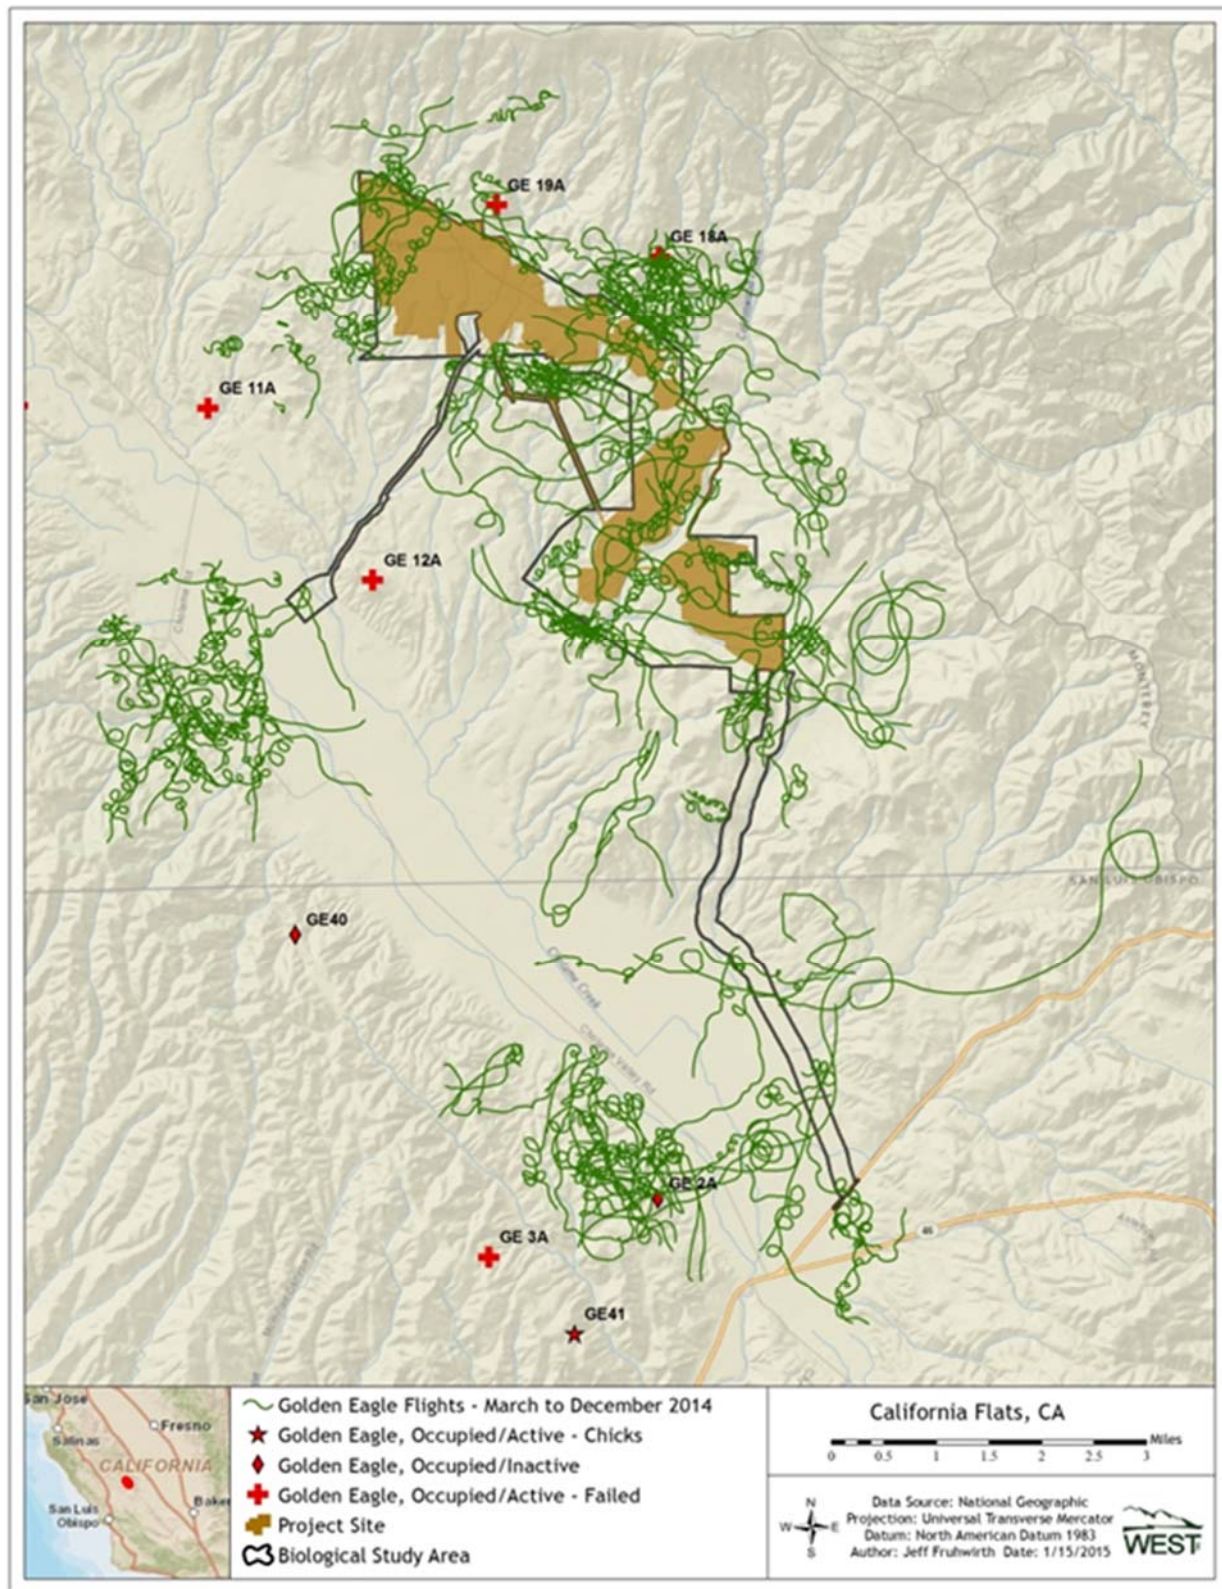 GE 19A
GE 18A
GE 11A
GE 12A
MONTEREY
SAN LUIS OBISPO
GE40
Cholame Creek
Cholame Valley Rd
GE 2A
GE 3A
46
GE41
San Jose
Salinas
Fresno
CALIFORNIA
San Luis
Obispo
Baker
Golden Eagle Flights - March to December 2014
Golden Eagle, Occupied/Active - Chicks
Golden Eagle, Occupied/Inactive
Golden Eagle, Occupied/Active - Failed
Project Site
Biological Study Area
California Flats, CA
Miles
0 0.5 1 1.5 2 2.5 3
N
W E
S
Data Source: National Geographic
Projection: Universal Transverse Mercator
Datum: North American Datum 1983
Author: Jeff Fruhwirth Date: 1/15/2015
WEST